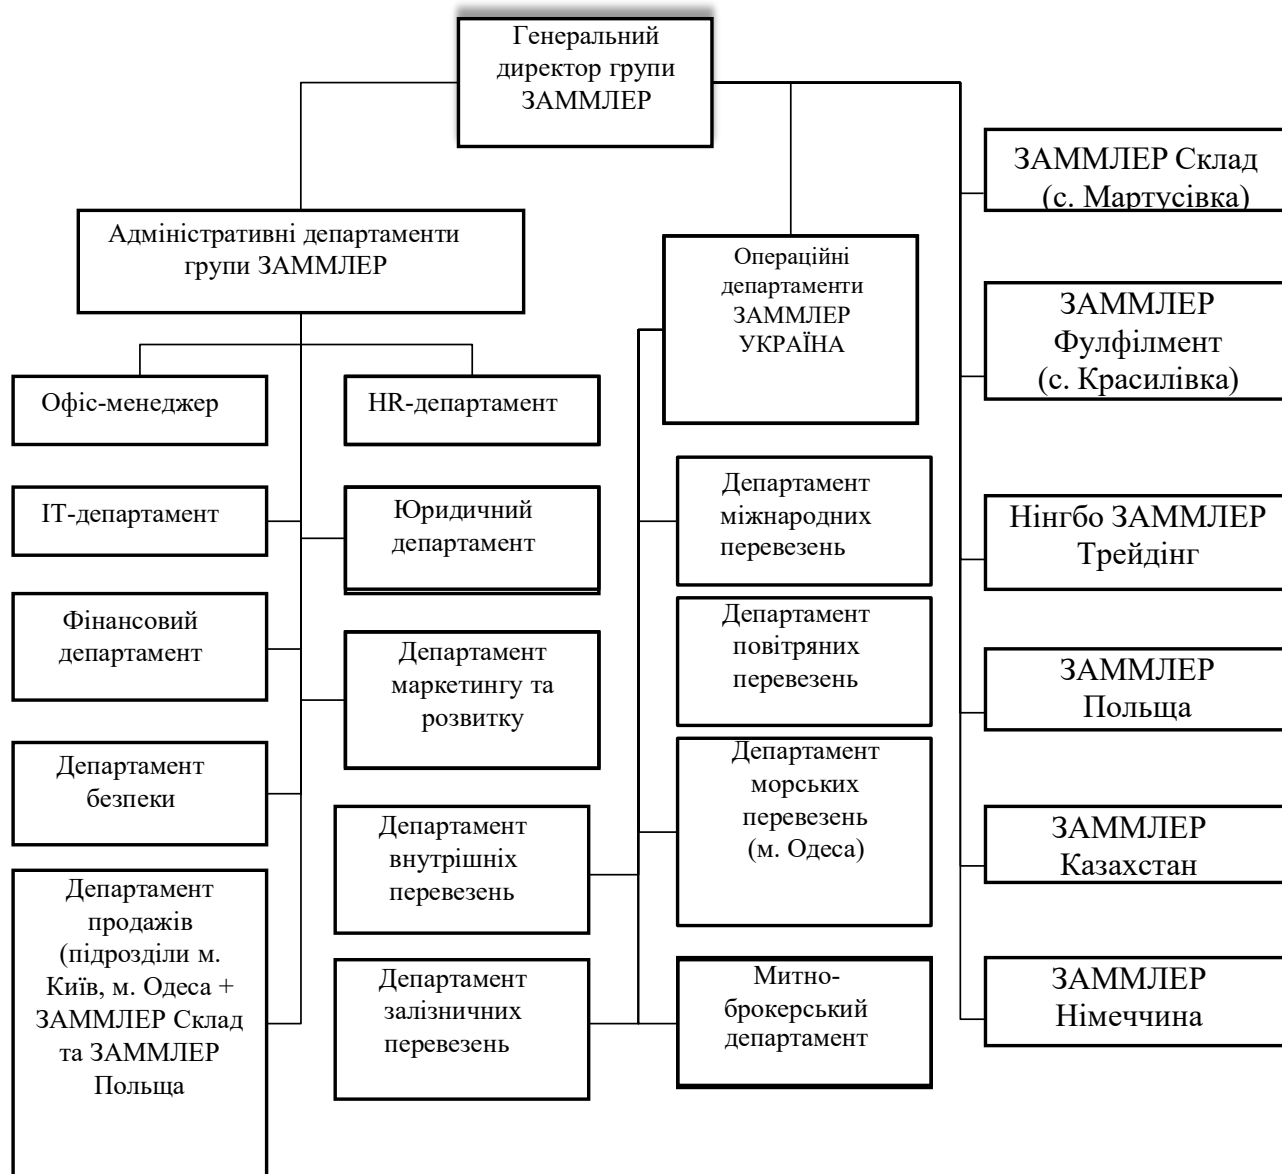 Генеральний
директор групи
ЗАММЛЕР
ЗАММЛЕР Склад
(с. Мартусівка)
Адміністративні департаменти
групи ЗАММЛЕР
Операційні
департаменти
ЗАММЛЕР
УКРАЇНА
ЗАММЛЕР
Фулфілмент
(с. Красилівка)
Офіс-менеджер
HR-департамент
ІТ-департамент
Юридичний
департамент
Департамент
міжнародних
перевезень
Нінгбо ЗАММЛЕР
Трейдінг
Фінансовий
департамент
Департамент
маркетингу та
розвитку
Департамент
повітряних
перевезень
ЗАММЛЕР
Польща
Департамент
безпеки
Департамент
внутрішніх
перевезень
Департамент
морських
перевезень
(м. Одеса)
ЗАММЛЕР
Казахстан
Департамент
продажів
(підрозділи м.
Київ, м. Одеса +
ЗАММЛЕР Склад
та ЗАММЛЕР
Польща
Департамент
залізничних
перевезень
Митно-
брокерський
департамент
ЗАММЛЕР
Німеччина